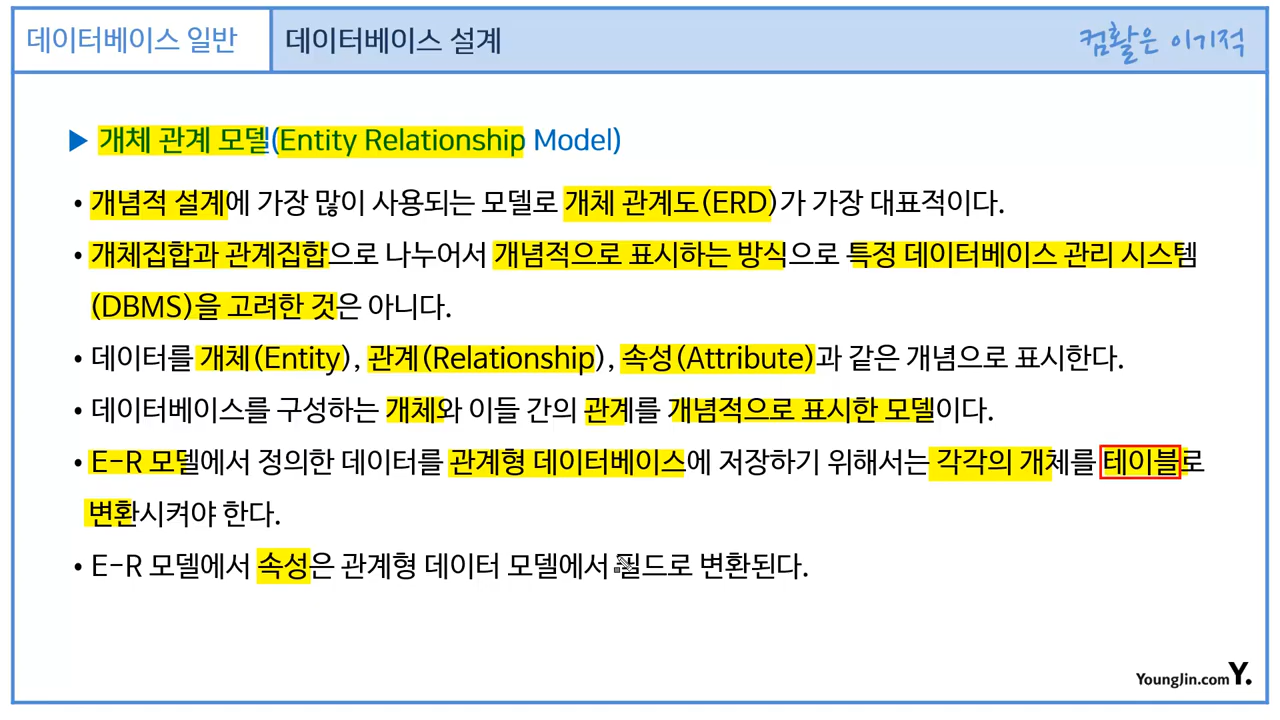 데이터베이스 일반
데이터베이스 설계
컴활은 이기적
▶ 개체 관계 모델(Entity Relationship Model)
• 개념적 설계에 가장 많이 사용되는 모델로 개체 관계도(ERD)가 가장 대표적이다.
• 개체집합과 관계집합으로 나누어서 개념적으로 표시하는 방식으로 특정 데이터베이스 관리 시스템
(DBMS)을 고려한 것은 아니다.
• 데이터를 개체(Entity), 관계(Relationship), 속성(Attribute)과 같은 개념으로 표시한다.
• 데이터베이스를 구성하는 개체와 이들 간의 관계를 개념적으로 표시한 모델이다.
• E-R 모델에서 정의한 데이터를 관계형 데이터베이스에 저장하기 위해서는 각각의 개체를 테이블로
변환시켜야 한다.
• E-R 모델에서 속성은 관계형 데이터 모델에서 필드로 변환된다.
YoungJin.com Y.